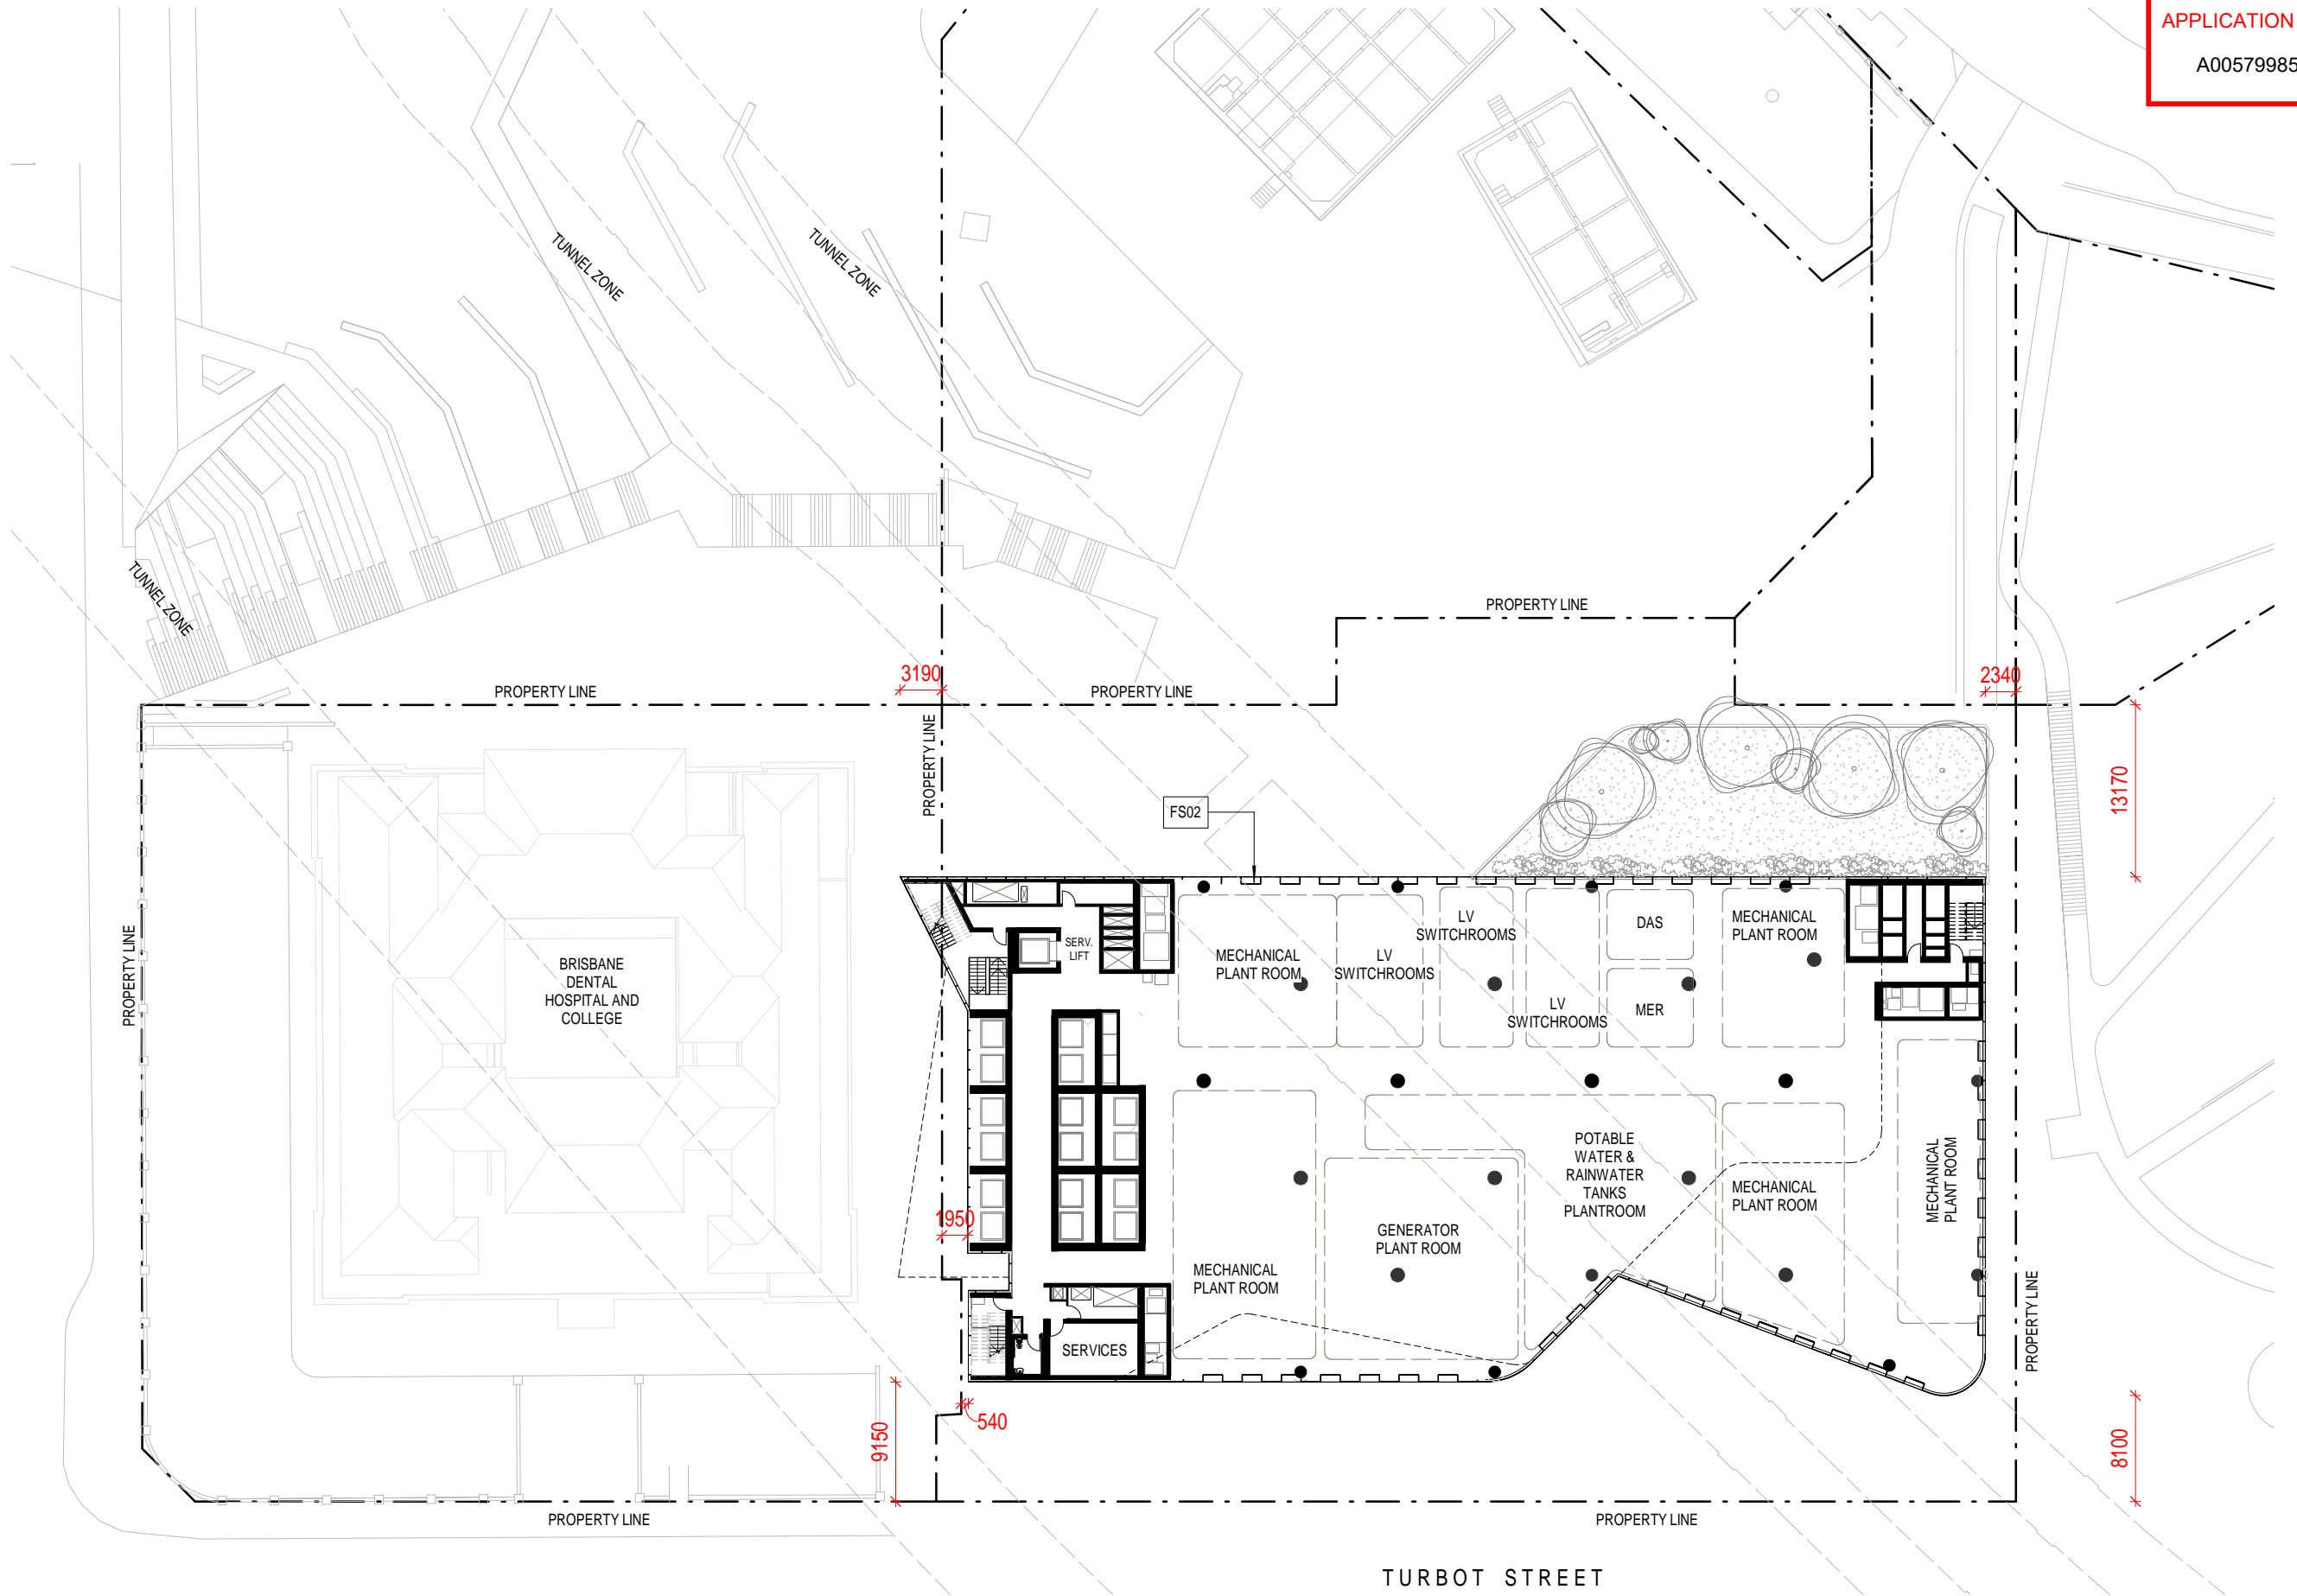 APPLICATION
A00579985
TUNNEL ZONE
TUNNEL ZONE
TUNNEL ZONE
PROPERTY LINE
3190
2340
PROPERTY LINE
PROPERTY LINE
PROPERTY LINE
13170
FS02
PROPERTY LINE
BRISBANE
DENTAL
HOSPITAL AND
COLLEGE
SERV.
LIFT
MECHANICAL
PLANT ROOM
LV
SWITCHROOMS
LV
SWITCHROOMS
LV
SWITCHROOMS
DAS
MER
MECHANICAL
PLANT ROOM
1950
MECHANICAL
PLANT ROOM
GENERATOR
PLANT ROOM
POTABLE
WATER &
RAINWATER
TANKS
PLANTROOM
MECHANICAL
PLANT ROOM
MECHANICAL
PLANT ROOM
PROPERTY LINE
SERVICES
540
9150
8100
PROPERTY LINE
PROPERTY LINE
TURBOT STREET